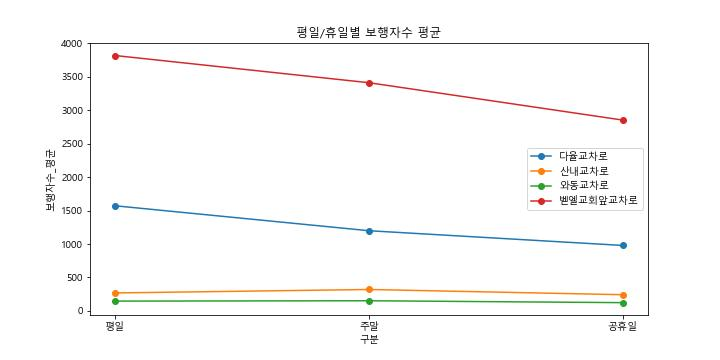 평일/휴일별 보행자수 평균
4000
3500
3000
2500
2000
1500
1000
500
0
보행자수_평균
다율교차로
산내교차로
와동교차로
벧엘교회앞교차로
평일
주말
공휴일
구분